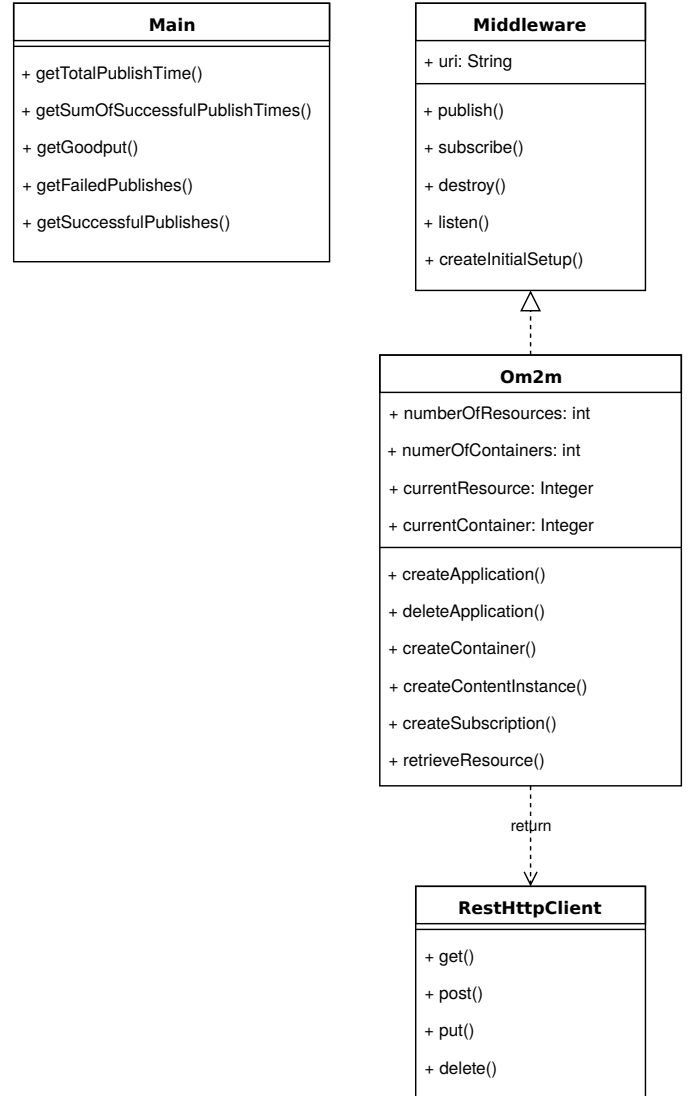 Main
+ getTotalPublishTime()
+ getSumOfSuccessfulPublishTimes()
+ getGoodput()
+ getFailedPublishes()
+ getSuccessfulPublishes()
Middleware
+ uri: String
+ publish()
+ subscribe()
+ destroy()
+ listen()
+ createInitialSetup()
Om2m
+ numberOfResources: int
+ numerOfContainers: int
+ currentResource: Integer
+ currentContainer: Integer
+ createApplication()
+ deleteApplication()
+ createContainer()
+ createContentInstance()
+ createSubscription()
+ retrieveResource()
return
RestHttpClient
+ get()
+ post()
+ put()
+ delete()